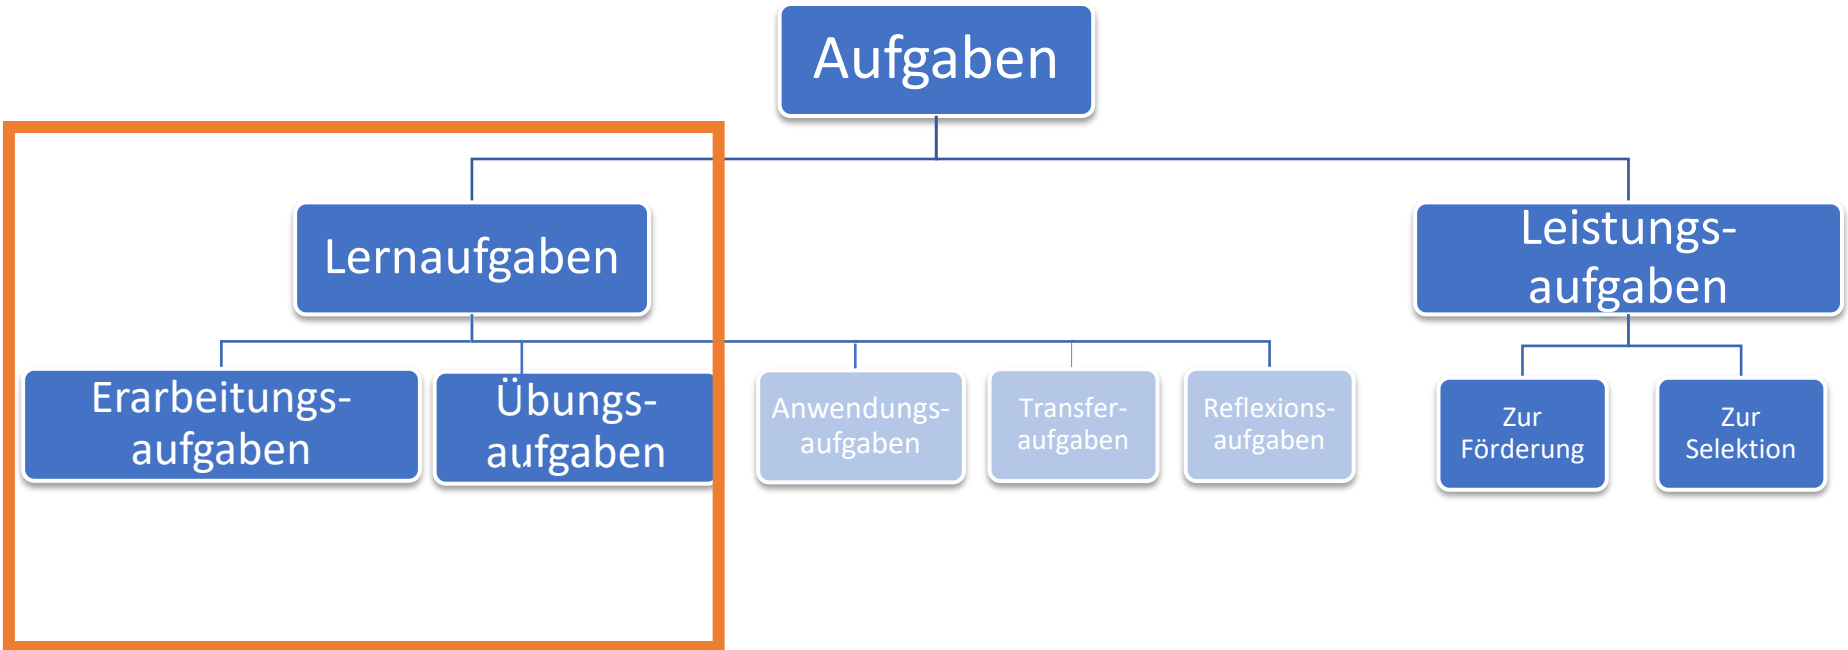 Aufgaben
Lernaufgaben
Leistungs-
aufgaben
Erarbeitungs-
aufgaben
Übungs-
aufgaben
Anwendungs-
aufgaben
Transfer-
aufgaben
Reflexions-
aufgaben
Zur
Förderung
Zur
Selektion